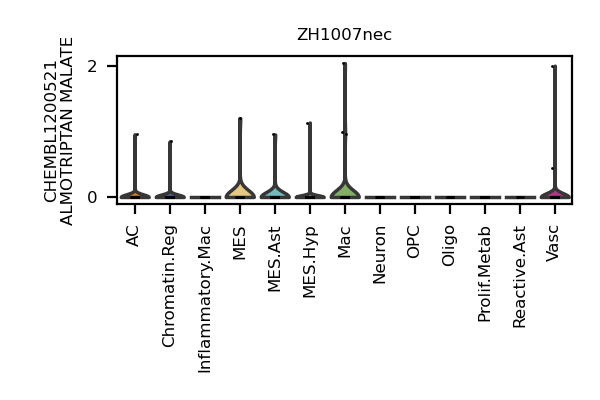 ZH1007nec
CHEMBL1200521
ALMOTRIPTAN MALATE
2
0
AC
Chromatin.Reg
Inflammatory.Mac
MES
MES.Ast
MES.Hyp
Mac
Neuron
OPC
Oligo
Prolif.Metab
Reactive.Ast
Vasc